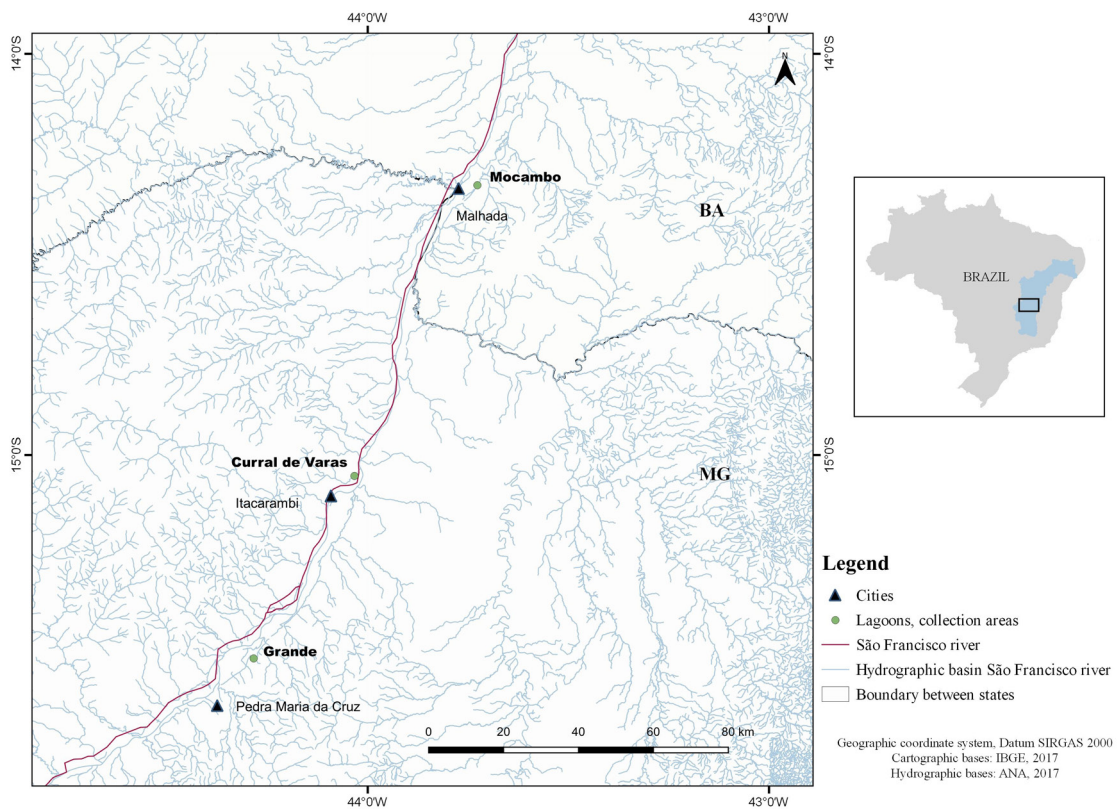 44°0'W
43°0'W
14°0'S
14°0'S
N
Mocambo
Malhada
BA
BRAZIL
15°0'S
15°0'S
Curral de Varas
Itacarambi
MG
Grande
Pedra Maria da Cruz
0
20
40
60
80 km
44°0'W
43°0'W
Legend
Cities
Lagoons, collection areas
São Francisco river
Hydrographic basin São Francisco river
Boundary between states
Geographic coordinate system, Datum SIRGAS 2000
Cartographic bases: IBGE, 2017
Hydrographic bases: ANA, 2017